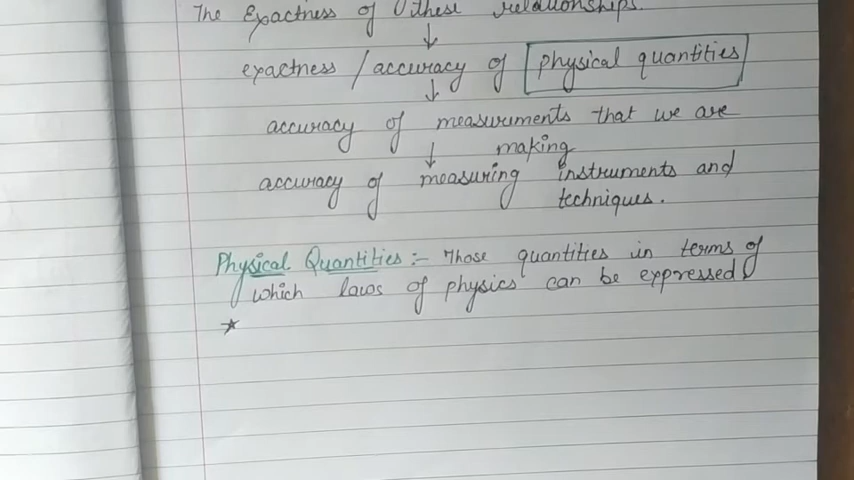 The Exactness of these relationships.
↓
exactness / accuracy of physical quantities
↓
accuracy of measurements that we are
↓ making
accuracy of measuring instruments and
techniques.
Physical Quantities :- Those quantities in terms of
which laws of physics can be expressed
*